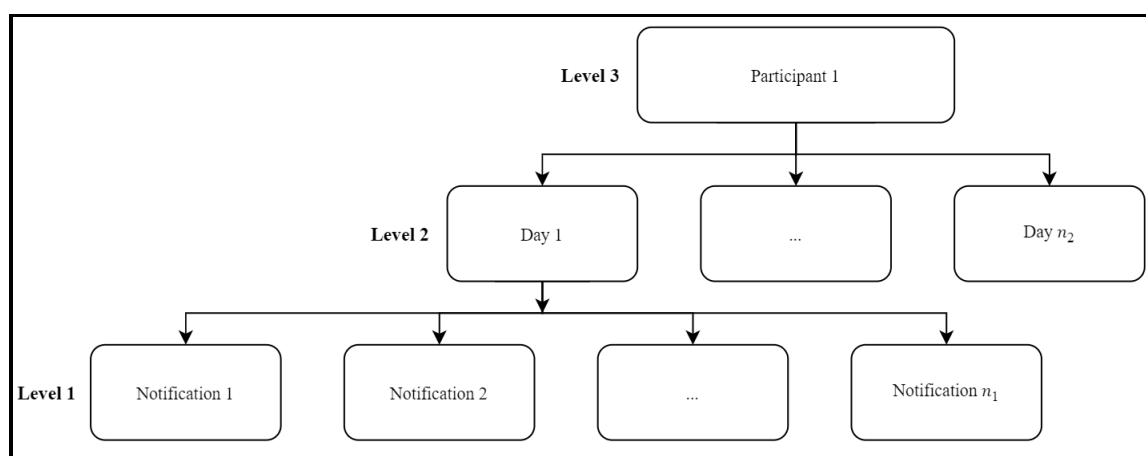 Level 3
Participant 1
Level 2
Day 1
...
Day n₂
Level 1
Notification 1
Notification 2
...
Notification n₁